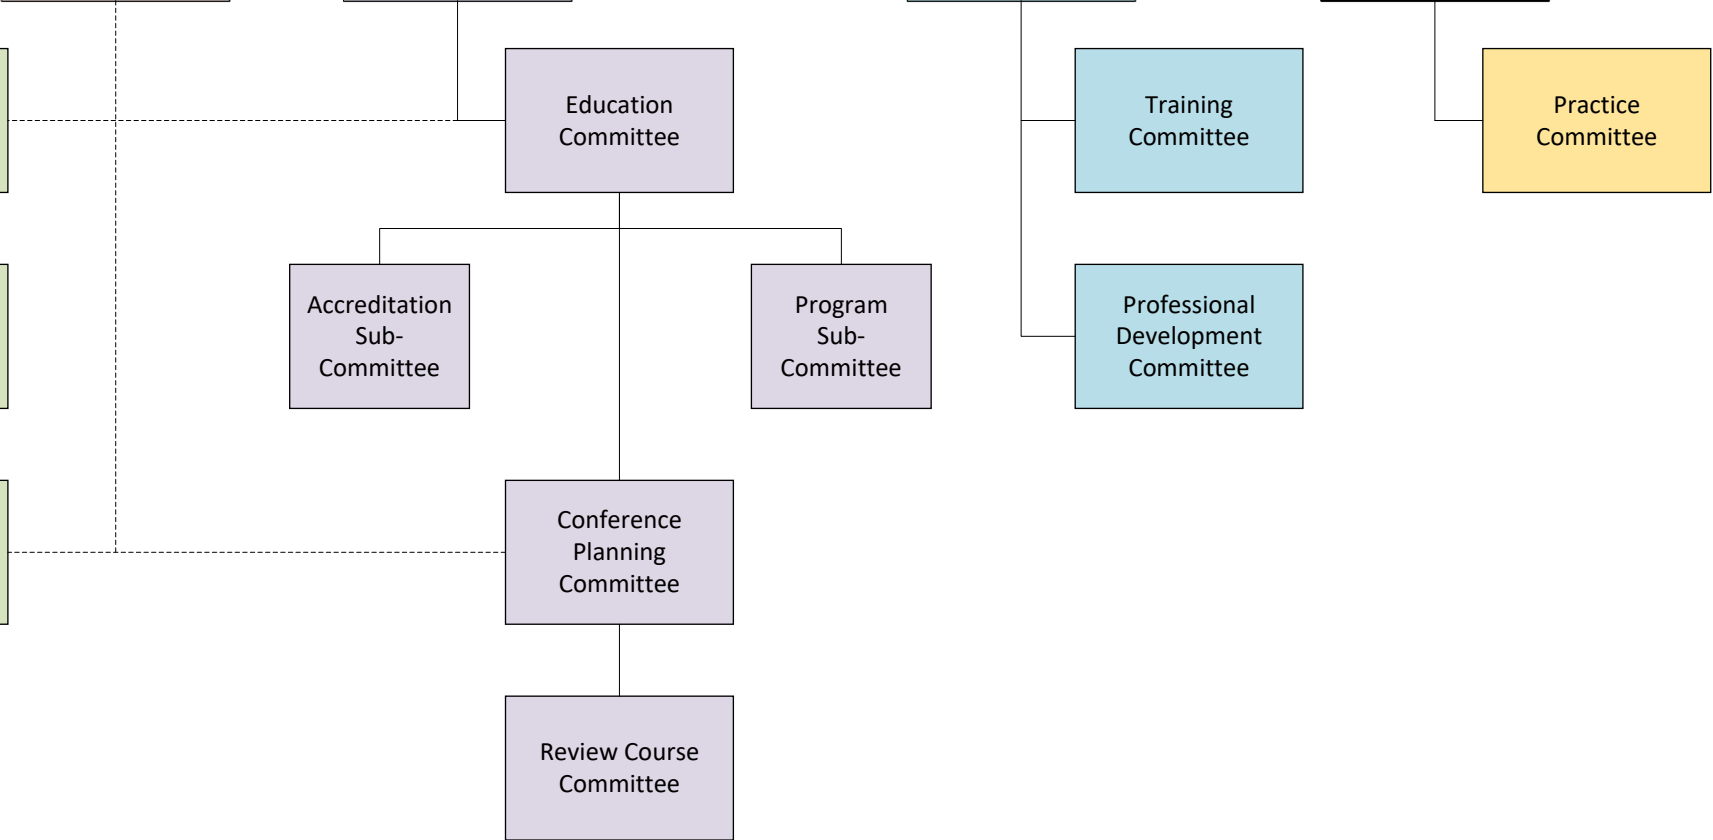 Education
Committee
Training
Committee
Practice
Committee
Accreditation
Sub-
Committee
Program
Sub-
Committee
Professional
Development
Committee
Conference
Planning
Committee
Review Course
Committee